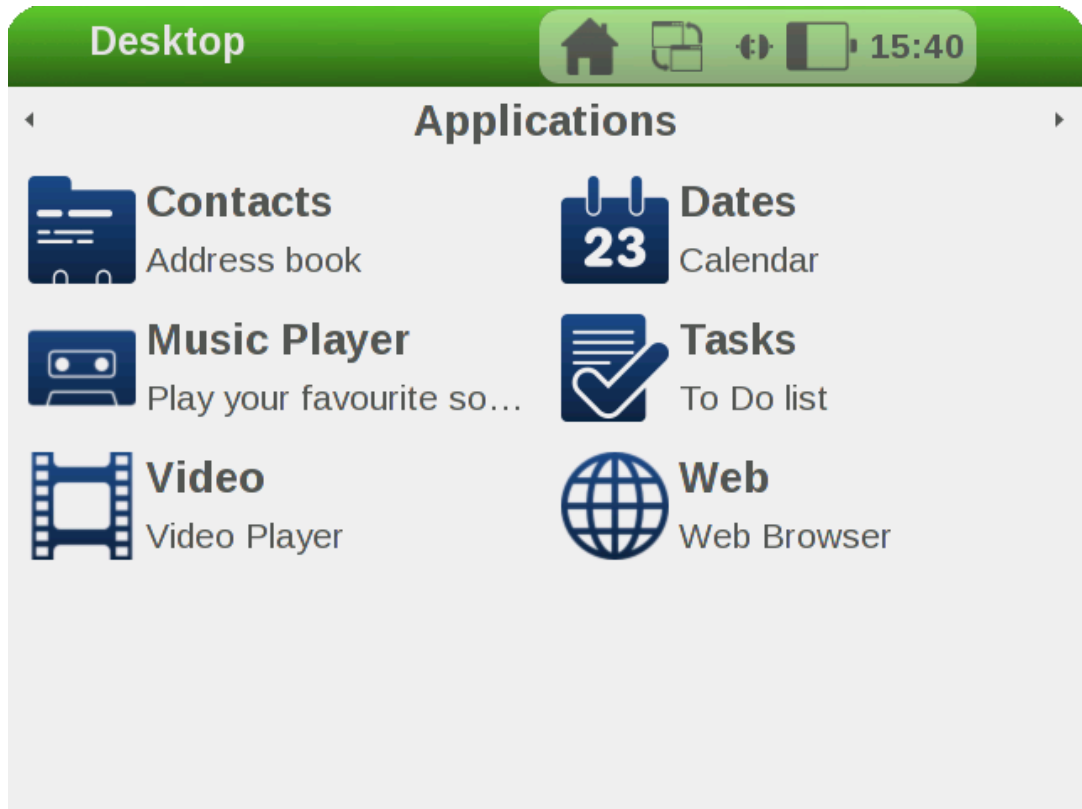 Desktop
15:40
Applications
Contacts
Address book
23
Dates
Calendar
Music Player
Play your favourite so…
Tasks
To Do list
Video
Video Player
Web
Web Browser